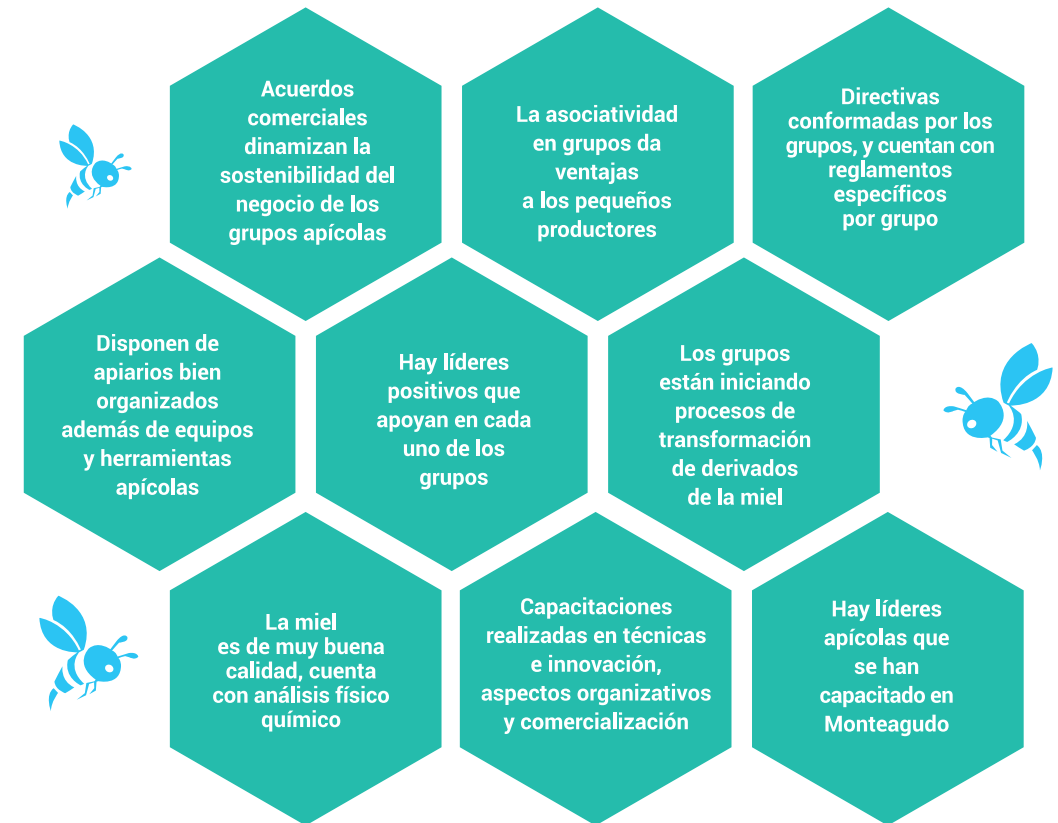 Acuerdos
comerciales
dinamizan la
sostenibilidad del
negocio de los
grupos apícolas
La asociatividad
en grupos da
ventajas
a los pequeños
productores
Directivas
conformadas por los
grupos, y cuentan con
reglamentos
específicos
por grupo
Disponen de
apiarios bien
organizados
además de equipos
y herramientas
apícolas
Hay líderes
positivos que
apoyan en cada
uno de los
grupos
Los grupos
están iniciando
procesos de
transformación
de derivados
de la miel
La miel
es de muy buena
calidad, cuenta
con análisis físico
químico
Capacitaciones
realizadas en técnicas
e innovación,
aspectos organizativos
y comercialización
Hay líderes
apícolas que
se han
capacitado en
Monteagudo